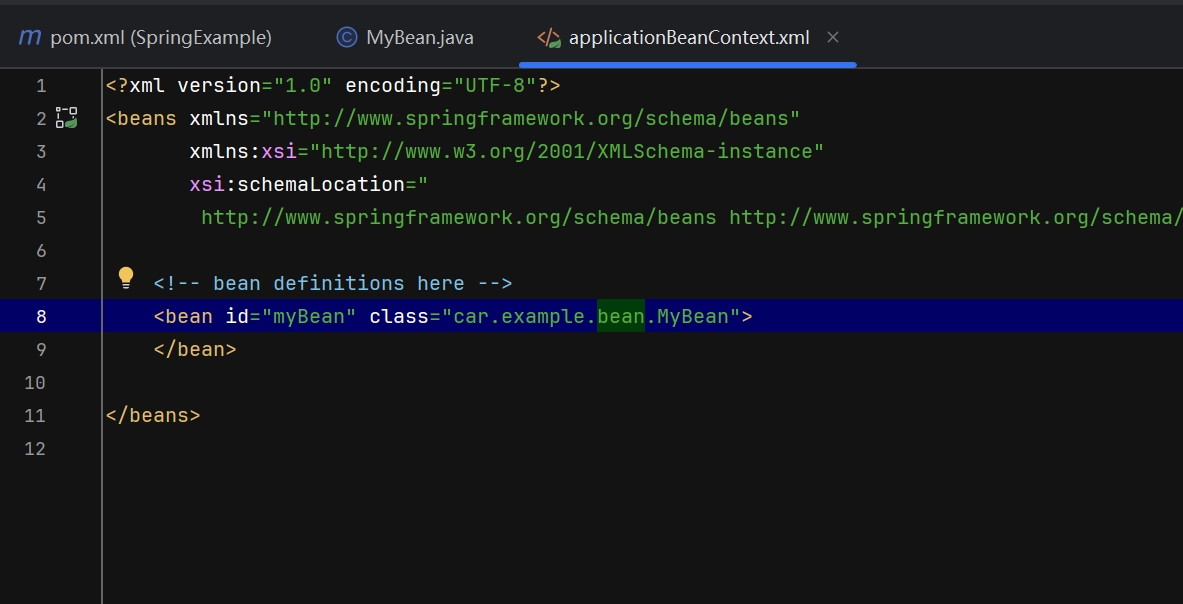 pom.xml (SpringExample) MyBean.java applicationBeanContext.xml
1 <?xml version="1.0" encoding="UTF-8"?>
2 <beans xmlns="http://www.springframework.org/schema/beans"
3 xmlns:xsi="http://www.w3.org/2001/XMLSchema-instance"
4 xsi:schemaLocation="
5 http://www.springframework.org/schema/beans http://www.springframework.org/schema/
6
7 <!-- bean definitions here -->
8 <bean id="myBean" class="car.example.bean.MyBean">
9 </bean>
10
11 </beans>
12